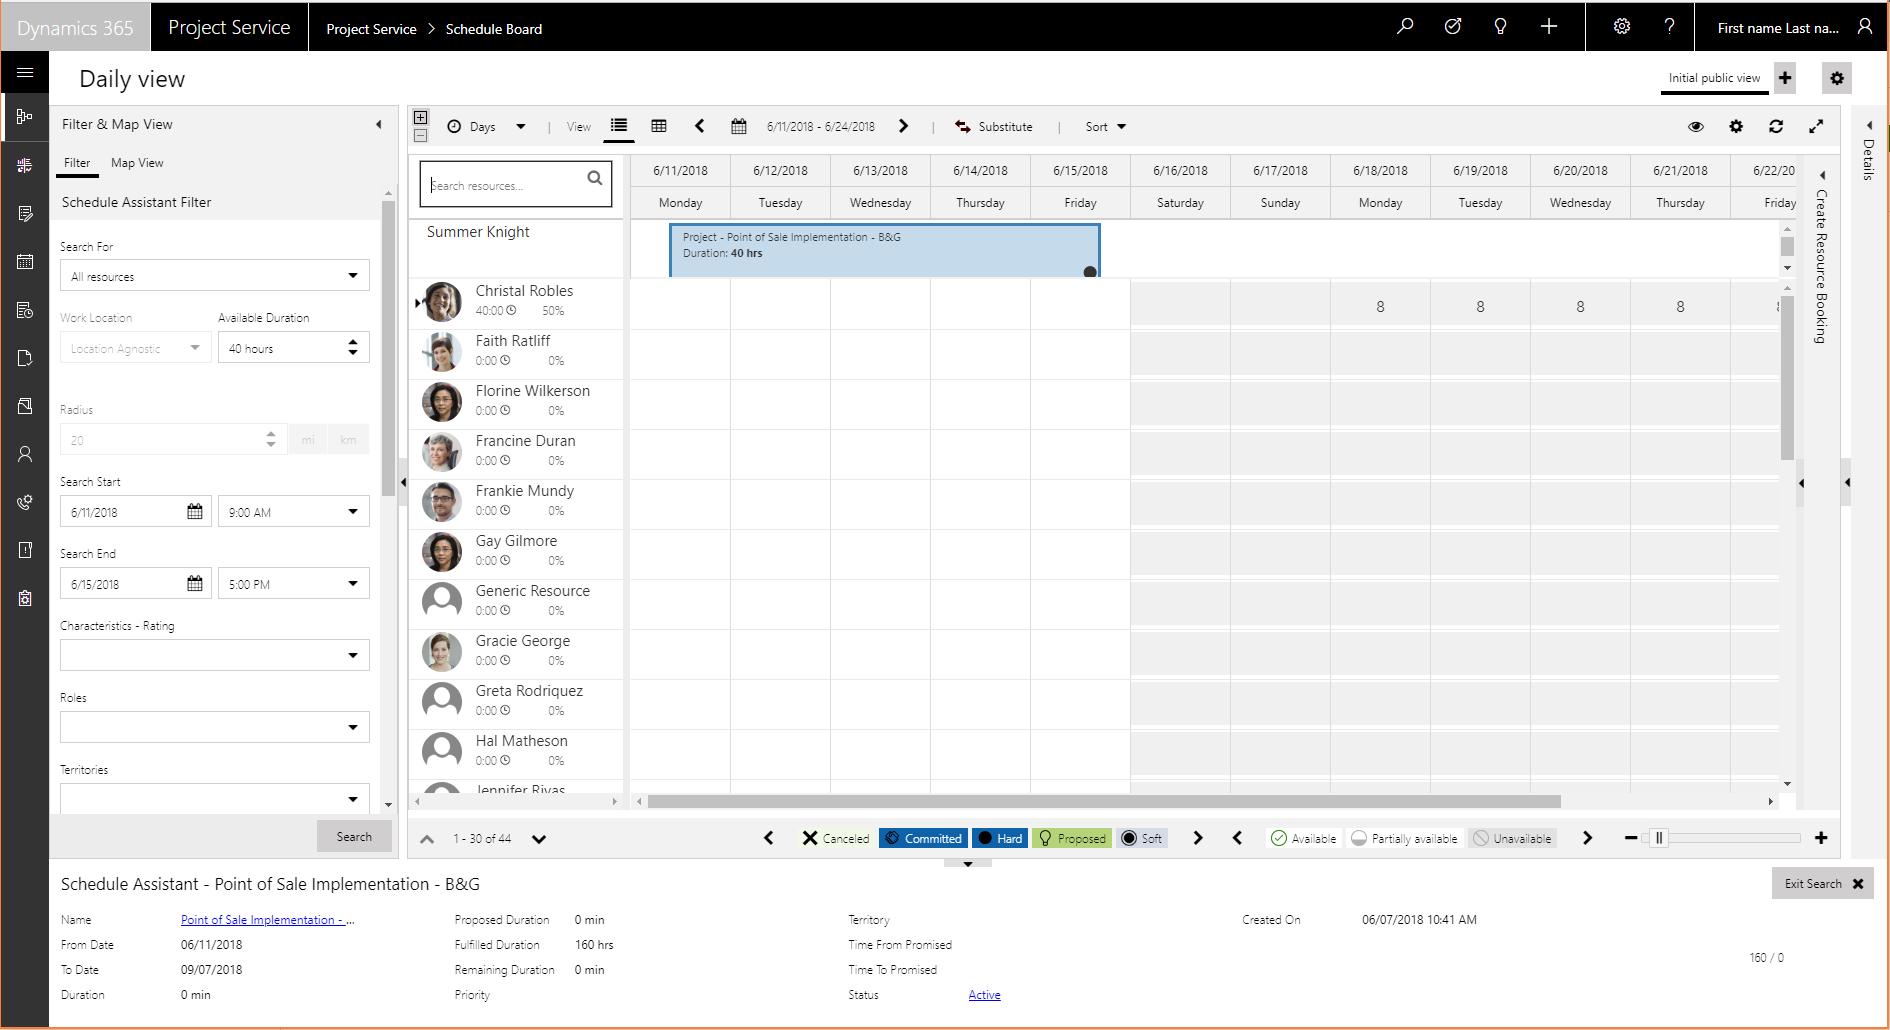 Dynamics 365
Project Service
Project Service > Schedule Board
First name Last na...
Daily view
Initial public view
Filter & Map View
Filter Map View
Schedule Assistant Filter
Search For
All resources
Work Location Available Duration
Location Agnostic 40 hours
Radius
20 mi km
Search Start
6/11/2018 9:00 AM
Search End
6/15/2018 5:00 PM
Characteristics - Rating
Roles
Territories
Search
Days View 6/11/2018 - 6/24/2018 Substitute Sort
Search resources...
6/11/2018 6/12/2018 6/13/2018 6/14/2018 6/15/2018 6/16/2018 6/17/2018 6/18/2018 6/19/2018 6/20/2018 6/21/2018 6/22/20
Monday Tuesday Wednesday Thursday Friday Saturday Sunday Monday Tuesday Wednesday Thursday Friday
Summer Knight
Project - Point of Sale Implementation - B&G
Duration: 40 hrs
Christal Robles
40:00 50%
8 8 8 8
Faith Ratliff
0:00 0%
Florine Wilkerson
0:00 0%
Francine Duran
0:00 0%
Frankie Mundy
0:00 0%
Gay Gilmore
0:00 0%
Generic Resource
0:00 0%
Gracie George
0:00 0%
Greta Rodriquez
0:00 0%
Hal Matheson
0:00 0%
Jennifer Rivas
1 - 30 of 44
Canceled Committed Hard Proposed Soft
Available Partially available Unavailable
Create Resource Booking
Details
Schedule Assistant - Point of Sale Implementation - B&G
Exit Search
Name Point of Sale Implementation - ...
From Date 06/11/2018
To Date 09/07/2018
Duration 0 min
Proposed Duration 0 min
Fulfilled Duration 160 hrs
Remaining Duration 0 min
Priority
Territory
Time From Promised
Time To Promised
Status Active
Created On 06/07/2018 10:41 AM
160 / 0